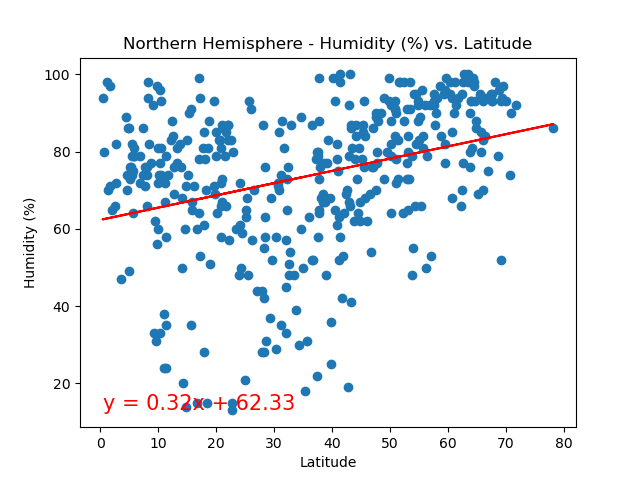 Northern Hemisphere - Humidity (%) vs. Latitude
100
80
60
40
20
Humidity (%)
y = 0.32x + 62.33
0 10 20 30 40 50 60 70 80
Latitude